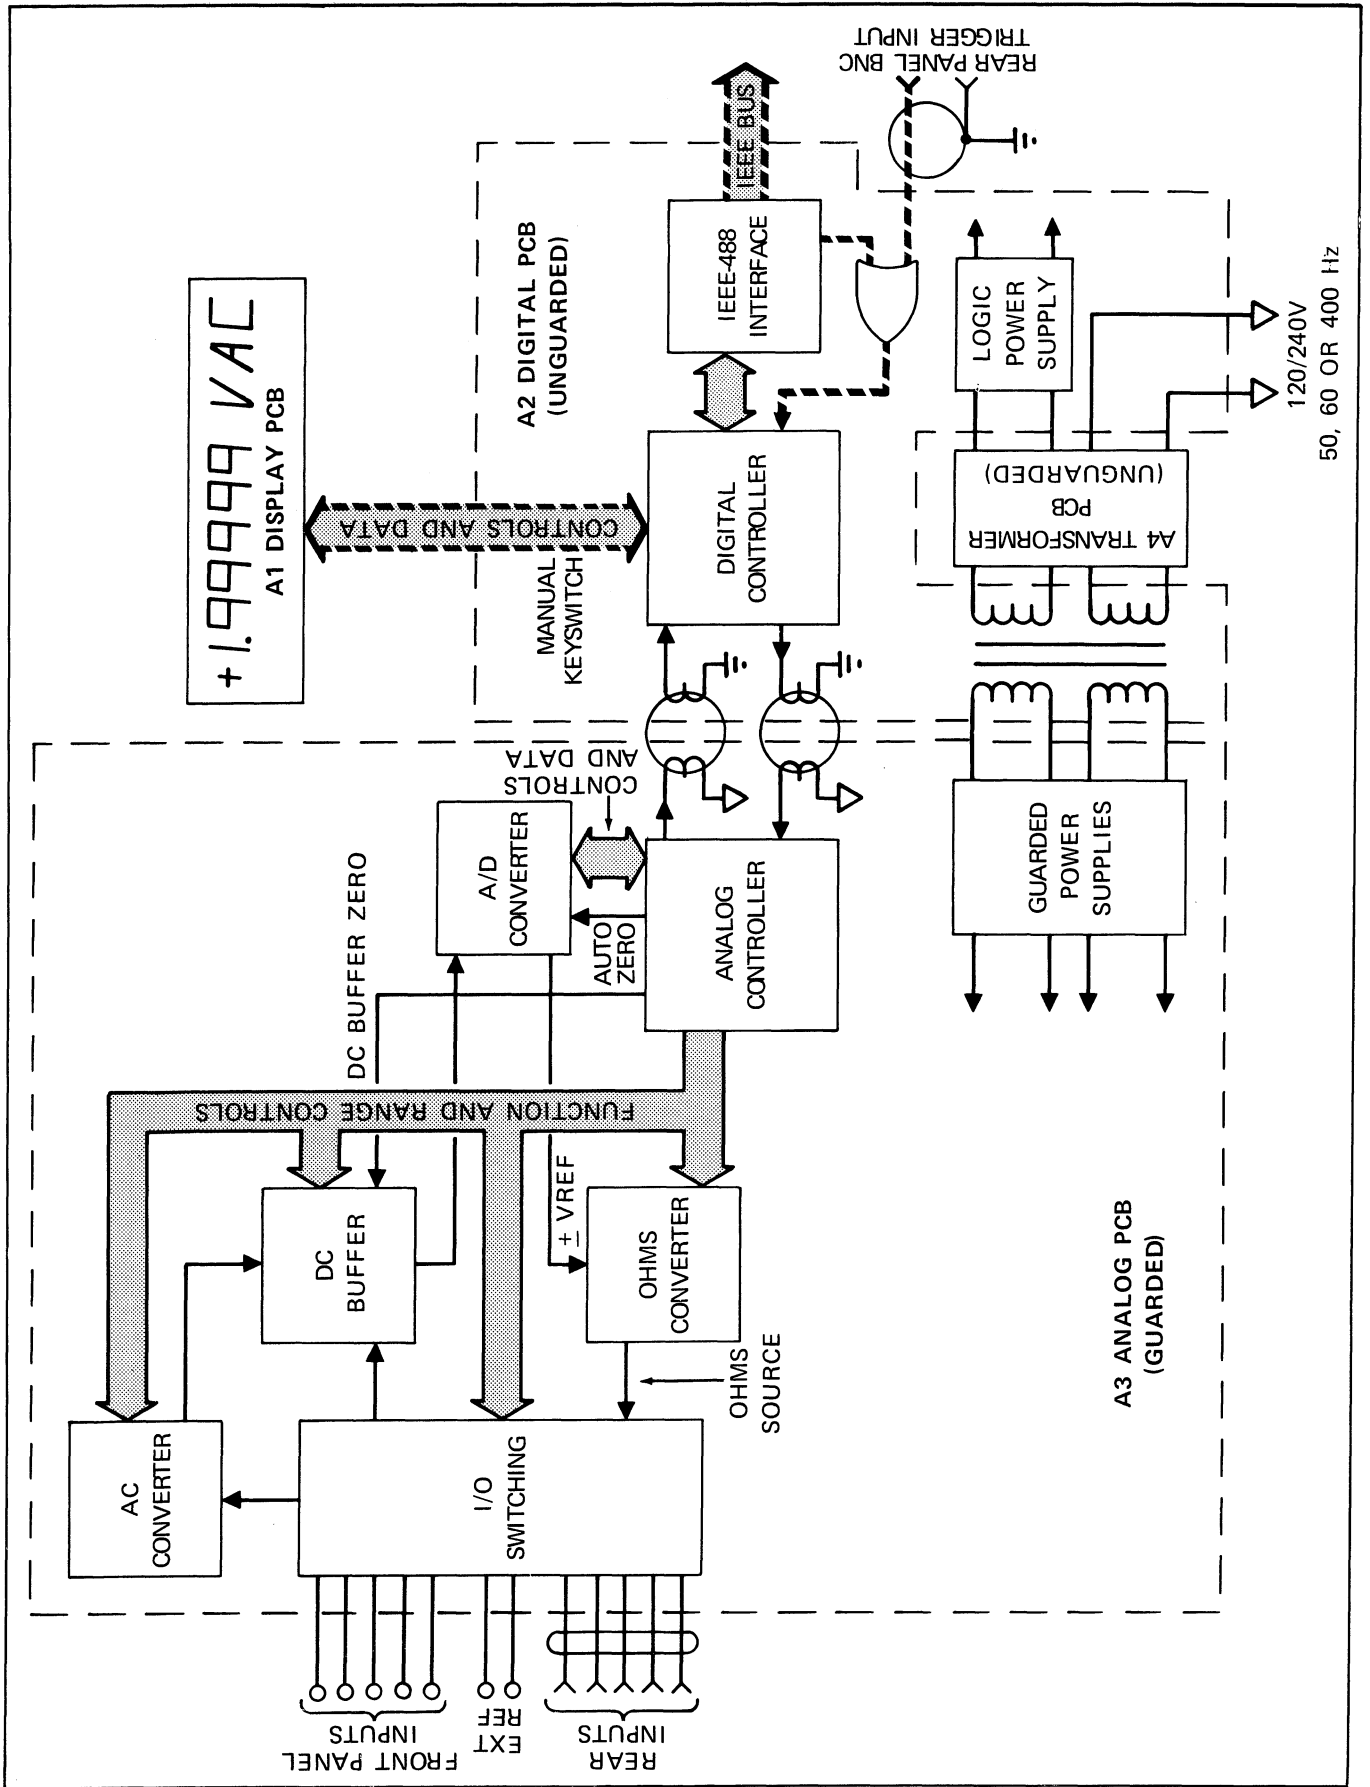 +1.99999 VAC
A1 DISPLAY PCB
A2 DIGITAL PCB
(UNGUARDED)
CONTROLS AND DATA
MANUAL
KEYSWITCH
DIGITAL
CONTROLLER
IEEE-488
INTERFACE
IEEE BUS
REAR PANEL BNC
TRIGGER INPUT
LOGIC
POWER
SUPPLY
A4 TRANSFORMER
PCB
(UNGUARDED)
120/240V
50, 60 OR 400 Hz
AC
CONVERTER
DC
BUFFER
DC BUFFER ZERO
A/D
CONVERTER
CONTROLS
AND DATA
AUTO
ZERO
ANALOG
CONTROLLER
FUNCTION AND RANGE CONTROLS
± VREF
OHMS
CONVERTER
OHMS
SOURCE
I/O
SWITCHING
FRONT PANEL
INPUTS
EXT
REF
REAR
INPUTS
GUARDED
POWER
SUPPLIES
A3 ANALOG PCB
(GUARDED)